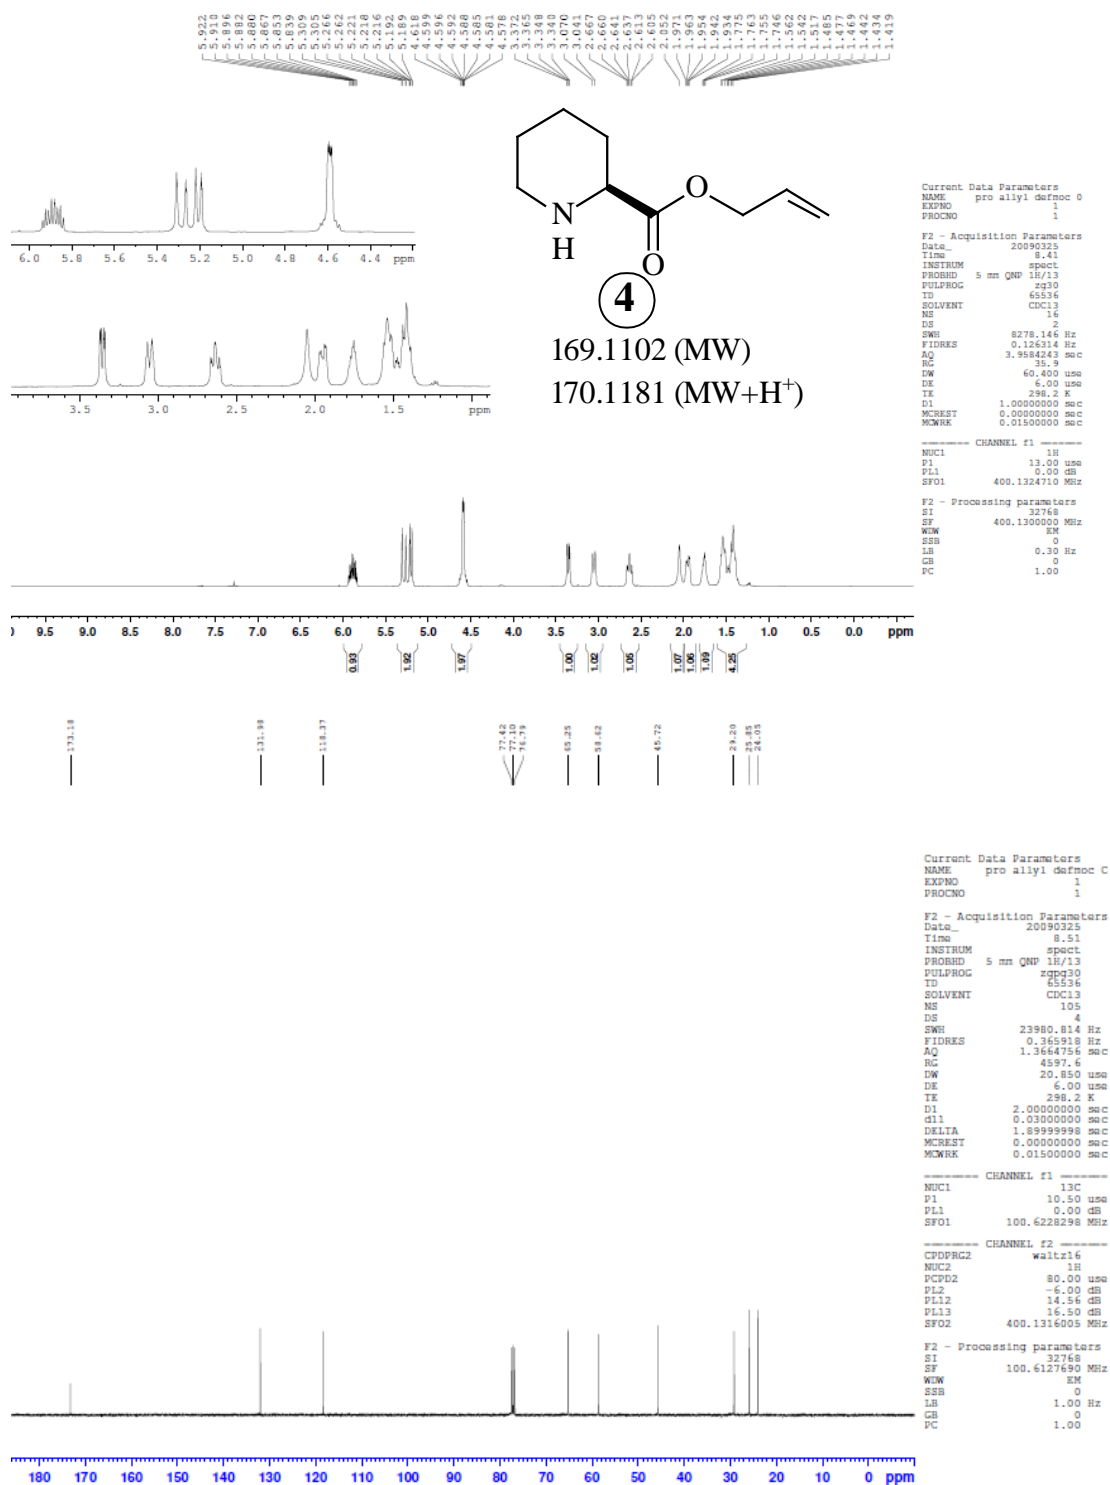 5.922 5.910 5.896 5.882 5.880 5.867 5.853 5.839 5.309 5.305 5.266 5.262 5.221 5.218 5.216 5.192 5.189 4.618 4.599 4.596 4.592 4.588 4.585 4.581 4.578 3.372 3.365 3.348 3.340 3.070 3.041 2.667 2.660 2.641 2.637 2.613 2.605 2.052 1.971 1.963 1.954 1.942 1.934 1.775 1.763 1.755 1.746 1.562 1.542 1.517 1.485 1.477 1.469 1.442 1.434 1.419
6.0 5.8 5.6 5.4 5.2 5.0 4.8 4.6 4.4 ppm
3.5 3.0 2.5 2.0 1.5 ppm
N
H
O
O
4
169.1102 (MW)
170.1181 (MW+H+)
Current Data Parameters
NAME pro allyl defmoc 0
EXPNO 1
PROCNO 1
F2 - Acquisition Parameters
Date_ 20090325
Time 8.41
INSTRUM spect
PROBHD 5 mm QNP 1H/13
PULPROG zg30
TD 65536
SOLVENT CDCl3
NS 16
DS 2
SWH 8278.146 Hz
FIDRES 0.126314 Hz
AQ 3.9584243 sec
RG 35.9
DW 60.400 use
DE 6.00 use
TE 298.2 K
D1 1.00000000 sec
MCREST 0.00000000 sec
MCWRK 0.01500000 sec
======== CHANNEL f1 ========
NUC1 1H
P1 13.00 use
PL1 0.00 dB
SFO1 400.1324710 MHz
F2 - Processing parameters
SI 32768
SF 400.1300000 MHz
WDW EM
SSB 0
LB 0.30 Hz
GB 0
PC 1.00
9.5 9.0 8.5 8.0 7.5 7.0 6.5 6.0 5.5 5.0 4.5 4.0 3.5 3.0 2.5 2.0 1.5 1.0 0.5 0.0 ppm
0.93 1.92 1.97 1.00 1.02 1.05 1.07 1.06 1.09 4.25
173.18 131.98 118.37 77.42 77.10 76.79 65.25 58.62 45.72 29.20 25.85 24.05
Current Data Parameters
NAME pro allyl defmoc C
EXPNO 1
PROCNO 1
F2 - Acquisition Parameters
Date_ 20090325
Time 8.51
INSTRUM spect
PROBHD 5 mm QNP 1H/13
PULPROG zgpg30
TD 65536
SOLVENT CDCl3
NS 105
DS 4
SWH 23980.814 Hz
FIDRES 0.365918 Hz
AQ 1.3664756 sec
RG 4597.6
DW 20.850 use
DE 6.00 use
TE 298.2 K
D1 2.00000000 sec
d11 0.03000000 sec
DELTA 1.89999998 sec
MCREST 0.00000000 sec
MCWRK 0.01500000 sec
======== CHANNEL f1 ========
NUC1 13C
P1 10.50 use
PL1 0.00 dB
SFO1 100.6228298 MHz
======== CHANNEL f2 ========
CPDPRG2 waltz16
NUC2 1H
PCPD2 80.00 use
PL2 -6.00 dB
PL12 14.56 dB
PL13 16.50 dB
SFO2 400.1316005 MHz
F2 - Processing parameters
SI 32768
SF 100.6127690 MHz
WDW EM
SSB 0
LB 1.00 Hz
GB 0
PC 1.00
180 170 160 150 140 130 120 110 100 90 80 70 60 50 40 30 20 10 0 ppm